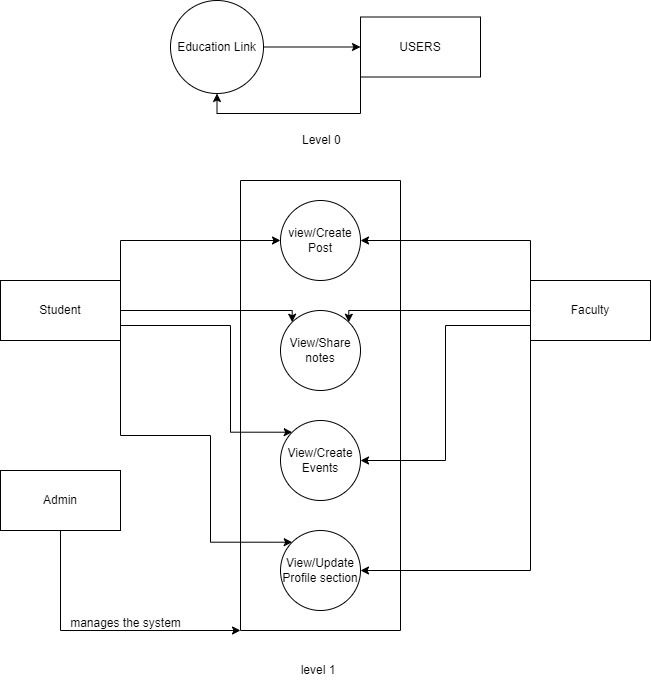 Education Link
USERS
Level 0
view/Create
Post
Student
Faculty
View/Share
notes
View/Create
Events
Admin
View/Update
Profile section
manages the system
level 1